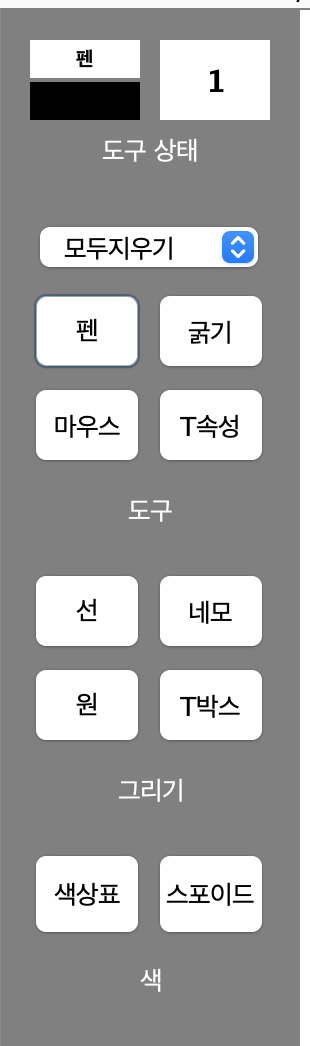 펜
1
도구 상태
모두지우기
펜 굵기
마우스 T속성
도구
선 네모
원 T박스
그리기
색상표 스포이드
색